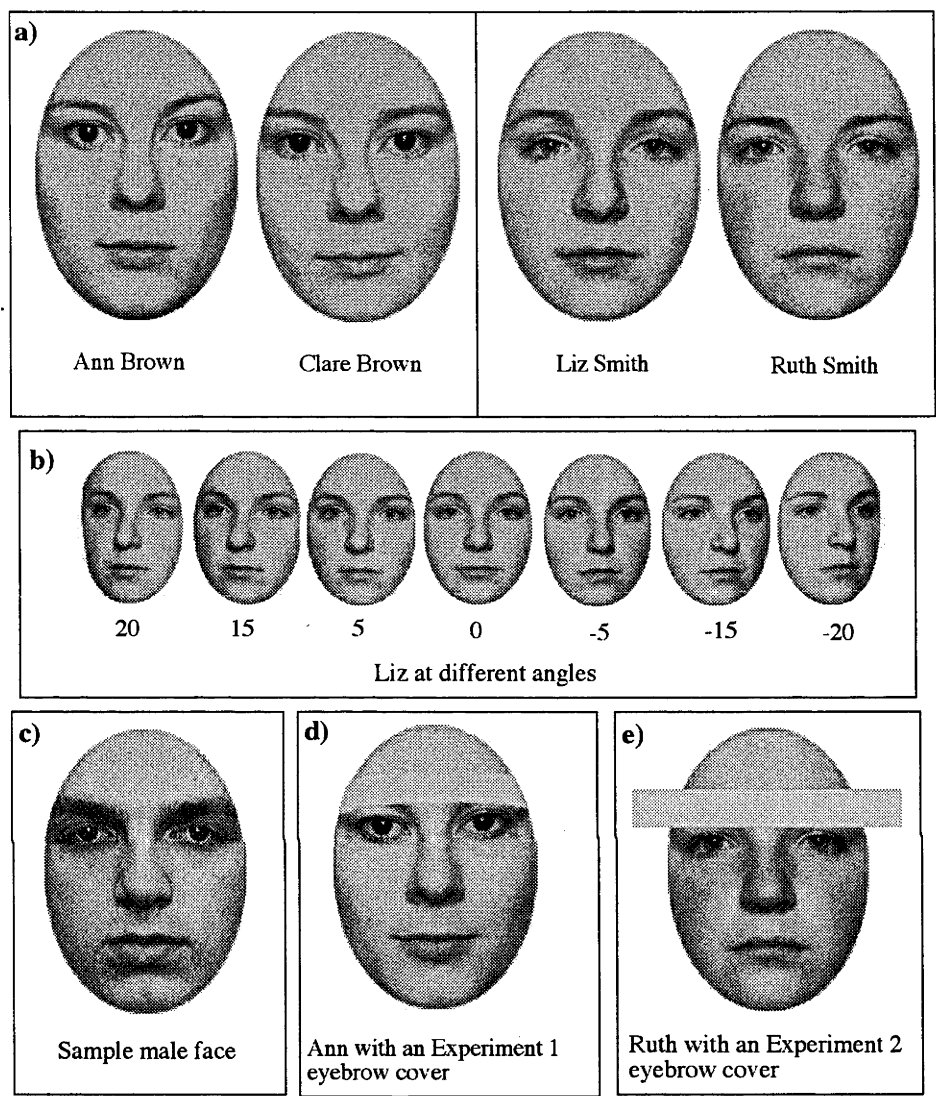 a)
Ann Brown
Clare Brown
Liz Smith
Ruth Smith
b)
20
15
5
0
-5
-15
-20
Liz at different angles
c)
Sample male face
d)
Ann with an Experiment 1
eyebrow cover
e)
Ruth with an Experiment 2
eyebrow cover